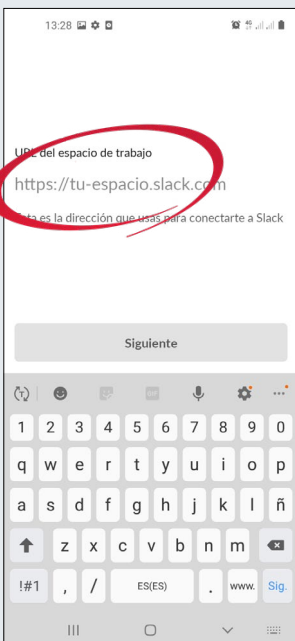 13:28
URL del espacio de trabajo
https://tu-espacio.slack.com
Esta es la dirección que usas para conectarte a Slack
Siguiente
GIF
1 2 3 4 5 6 7 8 9 0
q w e r t y u i o p
a s d f g h j k l ñ
z x c v b n m
!#1 , / ES(ES) . www. Sig.